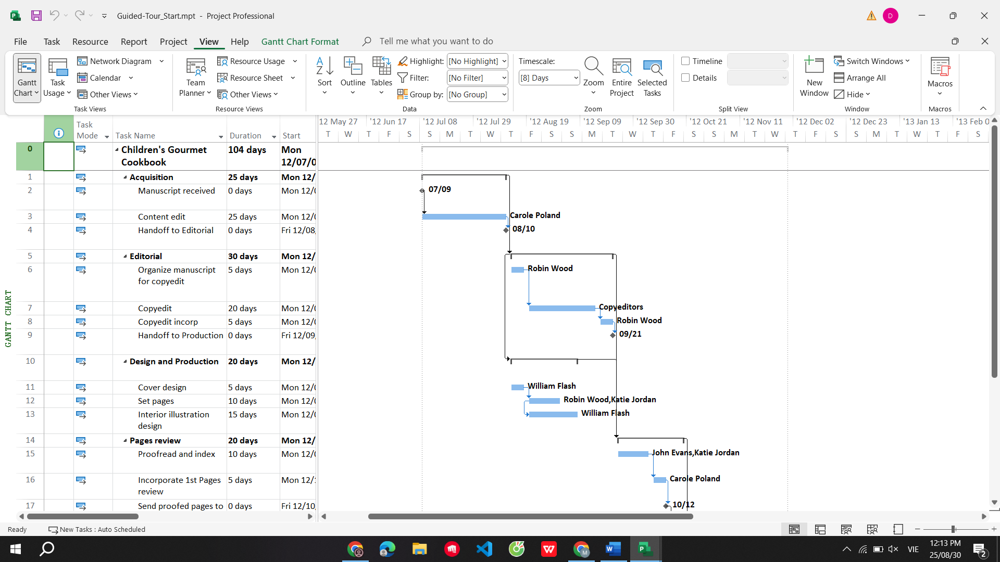 Guided-Tour_Start.mpt - Project Professional
D
File Task Resource Report Project View Help Gantt Chart Format Tell me what you want to do
Gantt Chart
Task Usage
Network Diagram
Calendar
Other Views
Task Views
Team Planner
Resource Usage
Resource Sheet
Other Views
Resource Views
Sort
Outline
Tables
Highlight: [No Highlight]
Filter: [No Filter]
Group by: [No Group]
Data
Timescale:
[8] Days
Zoom
Entire Project
Selected Tasks
Zoom
Timeline
Details
Split View
New Window
Switch Windows
Arrange All
Hide
Window
Macros
Macros
Task Mode Task Name Duration Start
12 May 27 '12 Jun 17 '12 Jul 08 '12 Jul 29 '12 Aug 19 '12 Sep 09 '12 Sep 30 '12 Oct 21 '12 Nov 11 '12 Dec 02 '12 Dec 23 '13 Jan 13 '13 Feb 0
T W T F S S M T W T F S S M T W T F S S M T W T F S S M T W T F S
0 Children's Gourmet Cookbook 104 days Mon 12/07/0
1 Acquisition 25 days Mon 12/
2 Manuscript received 0 days Mon 12/0 07/09
3 Content edit 25 days Mon 12/0 Carole Poland
4 Handoff to Editorial 0 days Fri 12/08, 08/10
5 Editorial 30 days Mon 12/
6 Organize manuscript for copyedit 5 days Mon 12/0 Robin Wood
7 Copyedit 20 days Mon 12/0 Copyeditors
8 Copyedit incorp 5 days Mon 12/0 Robin Wood
9 Handoff to Production 0 days Fri 12/09, 09/21
10 Design and Production 20 days Mon 12/
11 Cover design 5 days Mon 12/0 William Flash
12 Set pages 10 days Mon 12/0 Robin Wood,Katie Jordan
13 Interior illustration design 15 days Mon 12/0 William Flash
14 Pages review 20 days Mon 12/
15 Proofread and index 10 days Mon 12/0 John Evans,Katie Jordan
16 Incorporate 1st Pages review 5 days Mon 12/1 Carole Poland
17 Send proofed pages to 0 days Fri 12/10, 10/12
GANTT CHART
Ready New Tasks : Auto Scheduled
VIE
12:13 PM
25/08/30
2